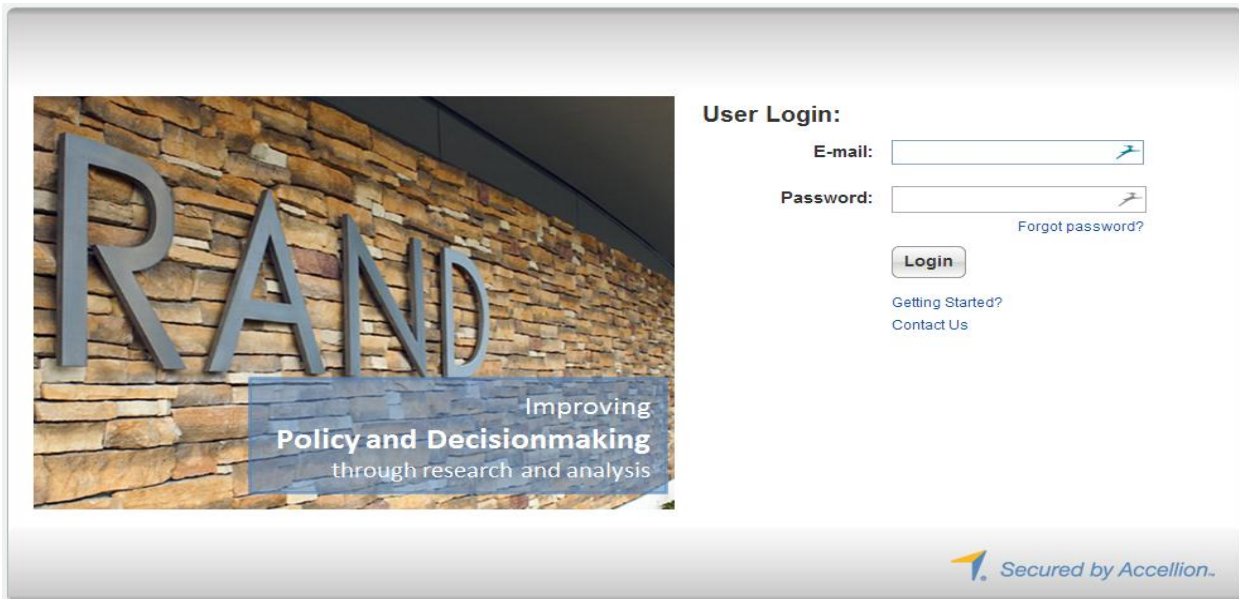 RAND
Improving
Policy and Decisionmaking
through research and analysis
User Login:
E-mail:
Password:
Forgot password?
Login
Getting Started?
Contact Us
Secured by Accellion™